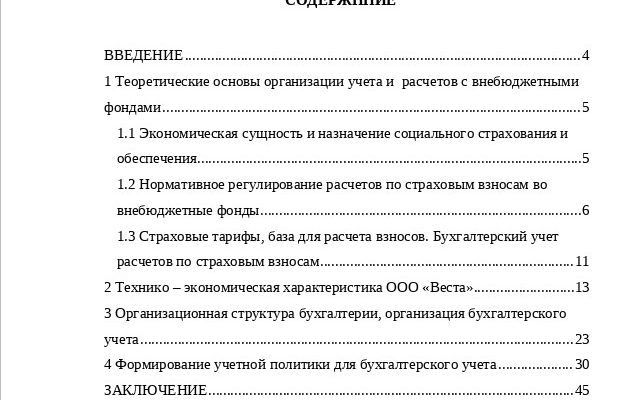 СОДЕРЖАНИЕ
ВВЕДЕНИЕ....................................................................................................4
1 Теоретические основы организации учета и расчетов с внебюджетными
фондами..........................................................................................................5
1.1 Экономическая сущность и назначение социального страхования и
обеспечения.................................................................................................5
1.2 Нормативное регулирование расчетов по страховым взносам во
внебюджетные фонды.................................................................................6
1.3 Страховые тарифы, база для расчета взносов. Бухгалтерский учет
расчетов по страховым взносам.................................................................11
2 Технико – экономическая характеристика ООО «Веста»..........................13
3 Организационная структура бухгалтерии, организация бухгалтерского
учета................................................................................................................23
4 Формирование учетной политики для бухгалтерского учета...................30
ЗАКЛЮЧЕНИЕ..............................................................................................45